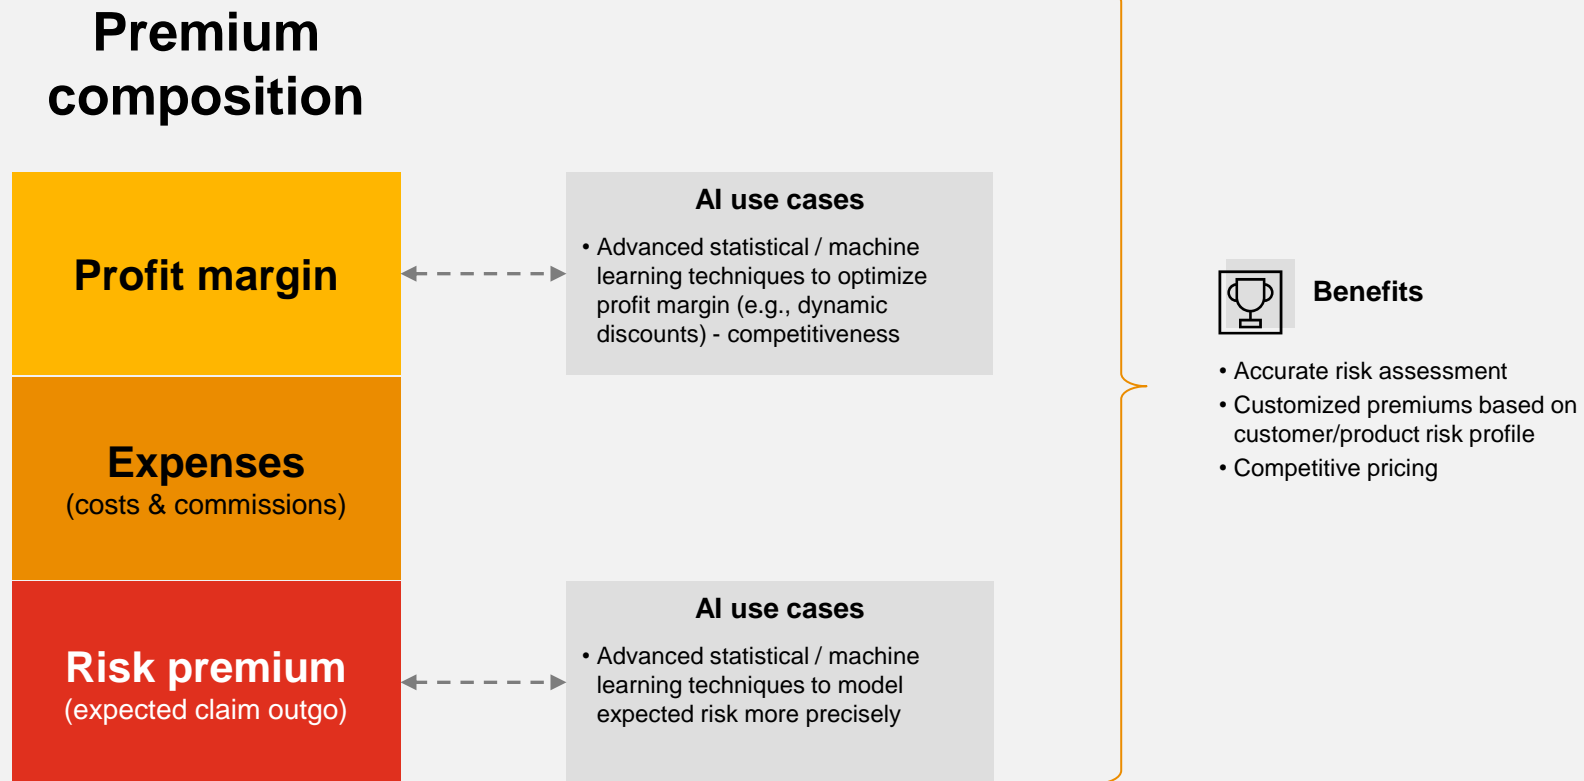 Premium
composition
Profit margin
AI use cases
• Advanced statistical / machine
learning techniques to optimize
profit margin (e.g., dynamic
discounts) - competitiveness
Expenses
(costs & commissions)
Risk premium
(expected claim outgo)
AI use cases
• Advanced statistical / machine
learning techniques to model
expected risk more precisely
Benefits
• Accurate risk assessment
• Customized premiums based on
customer/product risk profile
• Competitive pricing